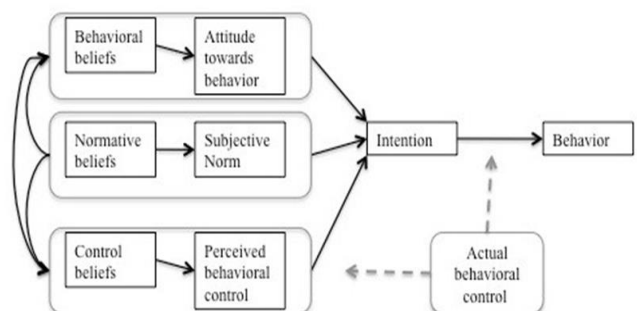 Behavioral
beliefs
Attitude
towards
behavior
Normative
beliefs
Subjective
Norm
Intention
Behavior
Control
beliefs
Perceived
behavioral
control
Actual
behavioral
control